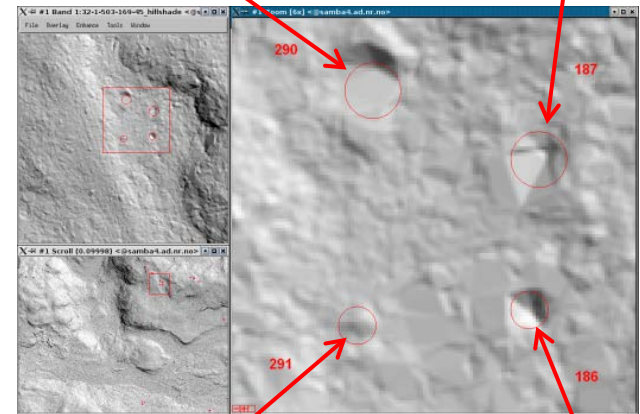 #1 Band 1:32-1-503-169-45_hillshade <@s
File Overlay Enhance Tools Window
#1 Zoom [6x] <@samba4.ad.nr.no>
290
187
#1 Scroll (0.09998) <@samba4.ad.nr.no>
291
186